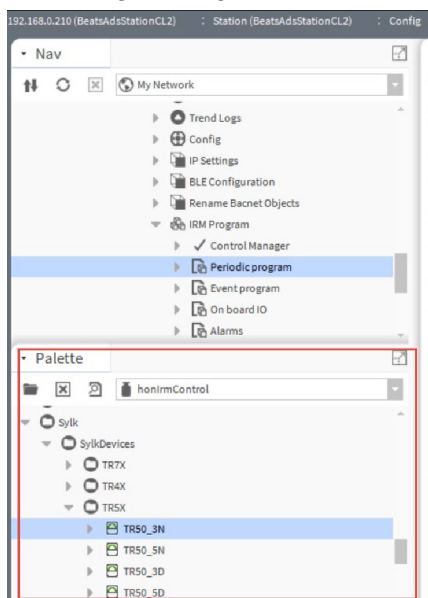 192.168.0.210 (BeatsAdsStationCL2) : Station (BeatsAdsStationCL2) : Config
Nav
My Network
Trend Logs
Config
IP Settings
BLE Configuration
Rename Bacnet Objects
IRM Program
Control Manager
Periodic program
Event program
On board IO
Alarms
Palette
honIrmControl
Sylk
SylkDevices
TR7X
TR4X
TR5X
TR50_3N
TR50_5N
TR50_3D
TR50_5D